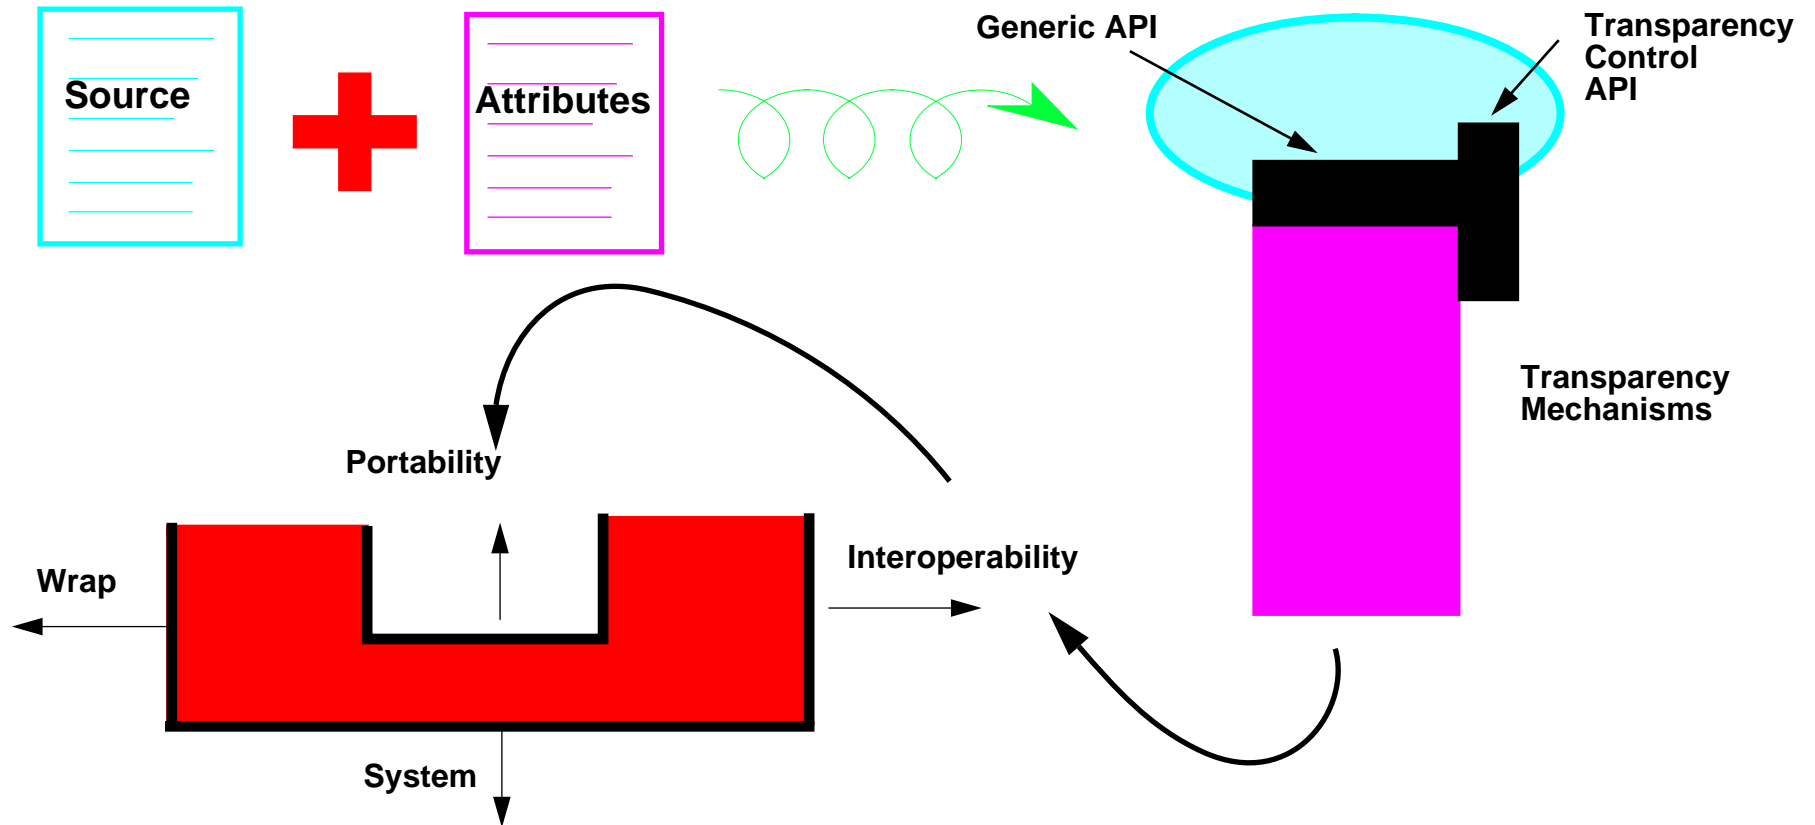 Generic API
Transparency
Control
API
Source
Attributes
Transparency
Mechanisms
Portability
Interoperability
Wrap
System